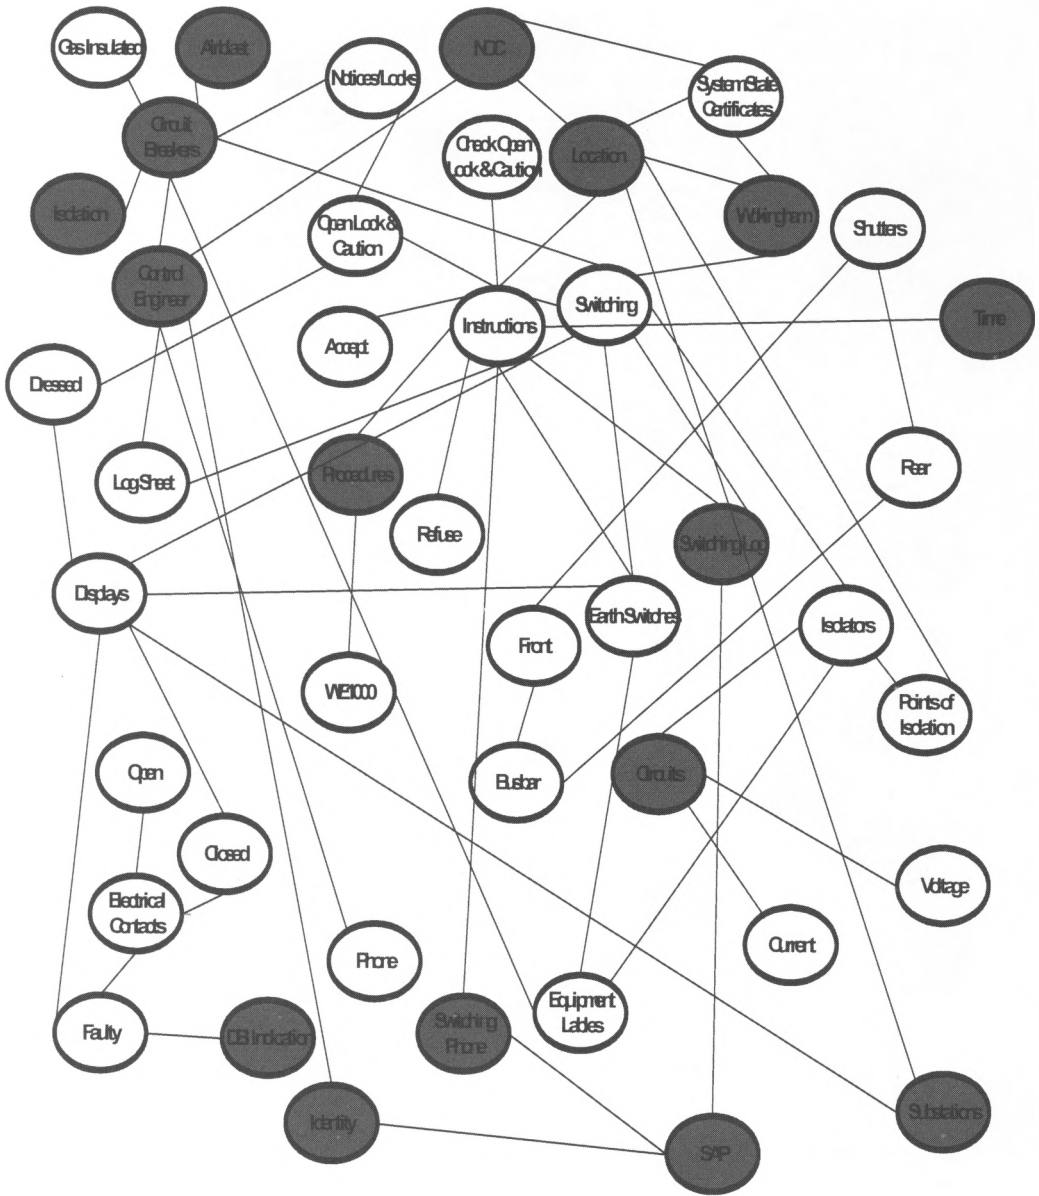 Gas Insulated
Airblast
NDC
Notices/Locks
System State
Certificates
Circuit
Breakers
Check Open
Lock & Caution
Location
Isolation
Open Lock &
Caution
Wokingham
Shutters
Control
Engineer
Switching
Instructions
Time
Accept
Dressed
Log Sheet
Procedures
Rear
Refuse
Switching Log
Displays
Earth Switches
Isolators
Front
WE1000
Points of
Isolation
Open
Busbar
Circuits
Closed
Voltage
Electrical
Contacts
Current
Phone
Equipment
Lables
Faulty
DBI Indication
Switching
Phone
Identity
Substations
SAP